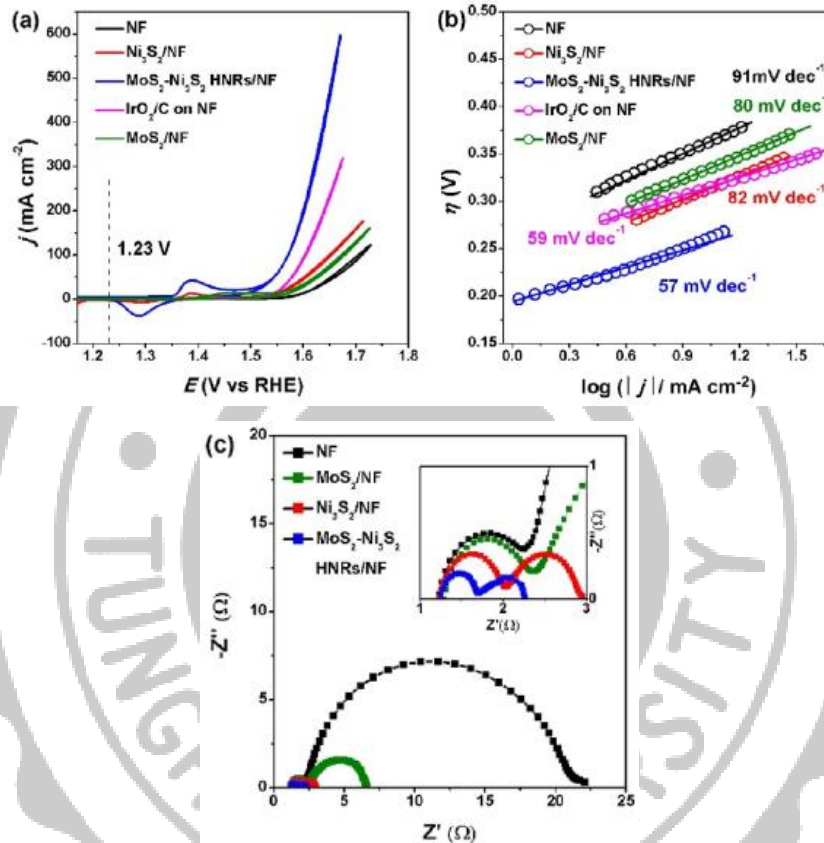 (a)
NF
Ni₃S₂/NF
MoS₂-Ni₃S₂ HNRs/NF
IrO₂/C on NF
MoS₂/NF
1.23 V
600
500
400
300
200
100
0
-100
j (mA cm⁻²)
1.2 1.3 1.4 1.5 1.6 1.7 1.8
E (V vs RHE)
(b)
NF
Ni₃S₂/NF
MoS₂-Ni₃S₂ HNRs/NF
IrO₂/C on NF
MoS₂/NF
91mV dec⁻¹
80 mV dec⁻¹
82 mV dec⁻¹
59 mV dec⁻¹
57 mV dec⁻¹
0.50
0.45
0.40
0.35
0.30
0.25
0.20
0.15
η (V)
0.0 0.3 0.6 0.9 1.2 1.5
log (| j |/ mA cm⁻²)
(c)
NF
MoS₂/NF
Ni₃S₂/NF
MoS₂-Ni₃S₂
HNRs/NF
20
15
10
5
0
-Z'' (Ω)
0 5 10 15 20 25
Z' (Ω)
1
0
-Z''(Ω)
1 2 3
Z'(Ω)
TUNGH
RSITY